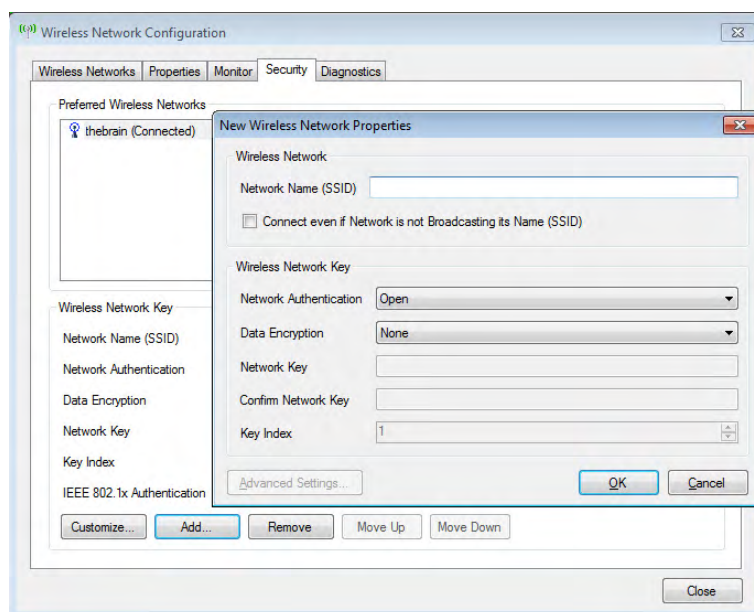 Wireless Network Configuration
Wireless Networks Properties Monitor Security Diagnostics
Preferred Wireless Networks
thebrain (Connected)
New Wireless Network Properties
Wireless Network
Network Name (SSID)
Connect even if Network is not Broadcasting its Name (SSID)
Wireless Network Key
Network Authentication Open
Data Encryption None
Network Key
Confirm Network Key
Key Index 1
Advanced Settings... OK Cancel
Wireless Network Key
Network Name (SSID)
Network Authentication
Data Encryption
Network Key
Key Index
IEEE 802.1x Authentication
Customize... Add... Remove Move Up Move Down
Close